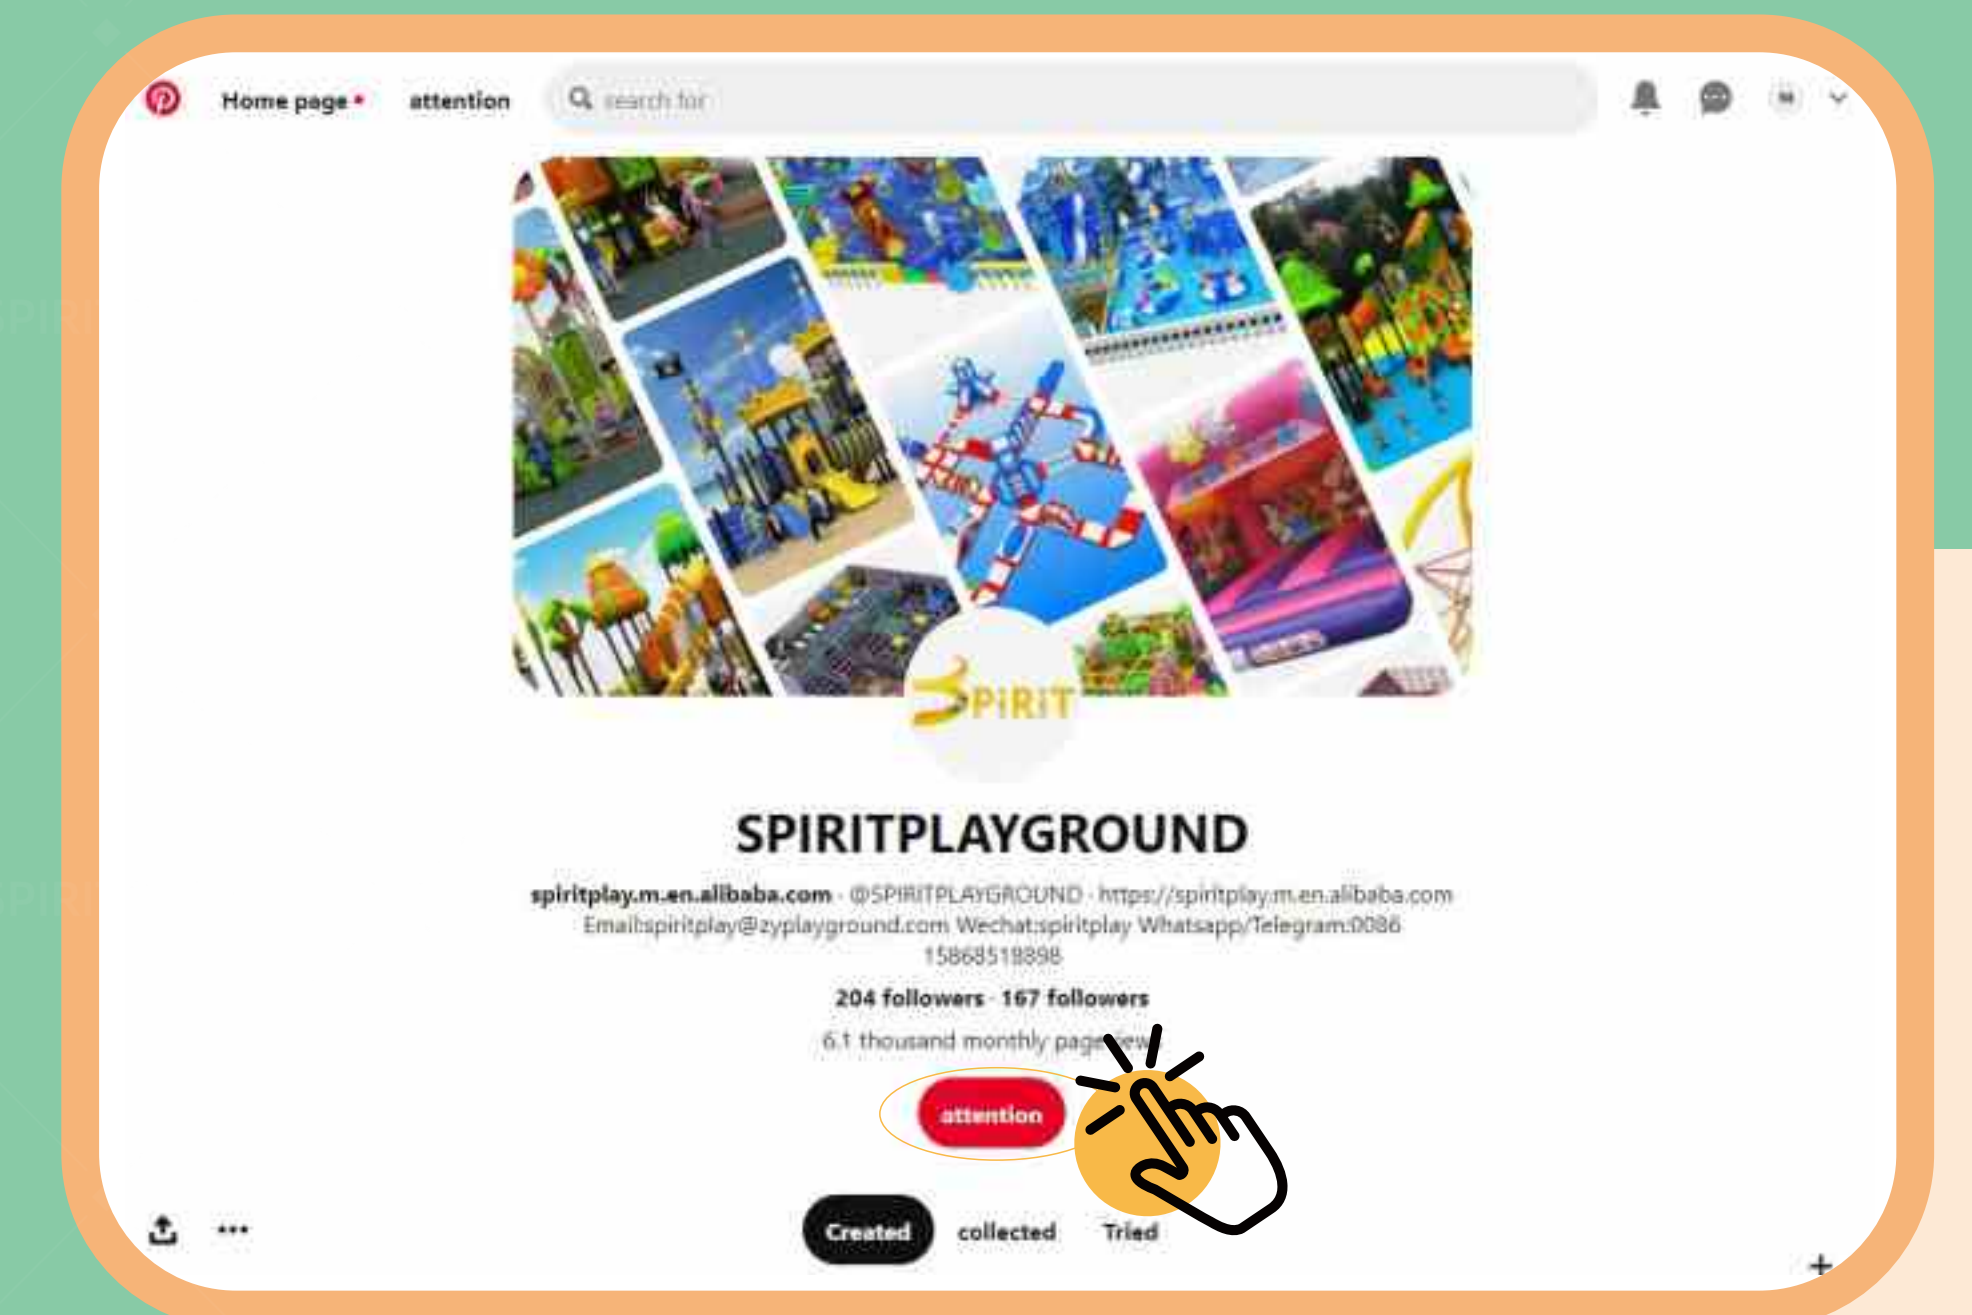 Home page
attention
search for
SPIRIT
SPIRITPLAYGROUND
spiritplay.m.en.alibaba.com · @SPIRITPLAYGROUND · https://spiritplay.m.en.alibaba.com
Email:spiritplay@zyplayground.com Wechat:spiritplay Whatsapp/Telegram:0086
15868518898
204 followers · 167 followers
6.1 thousand monthly pageviews
attention
Created
collected
Tried